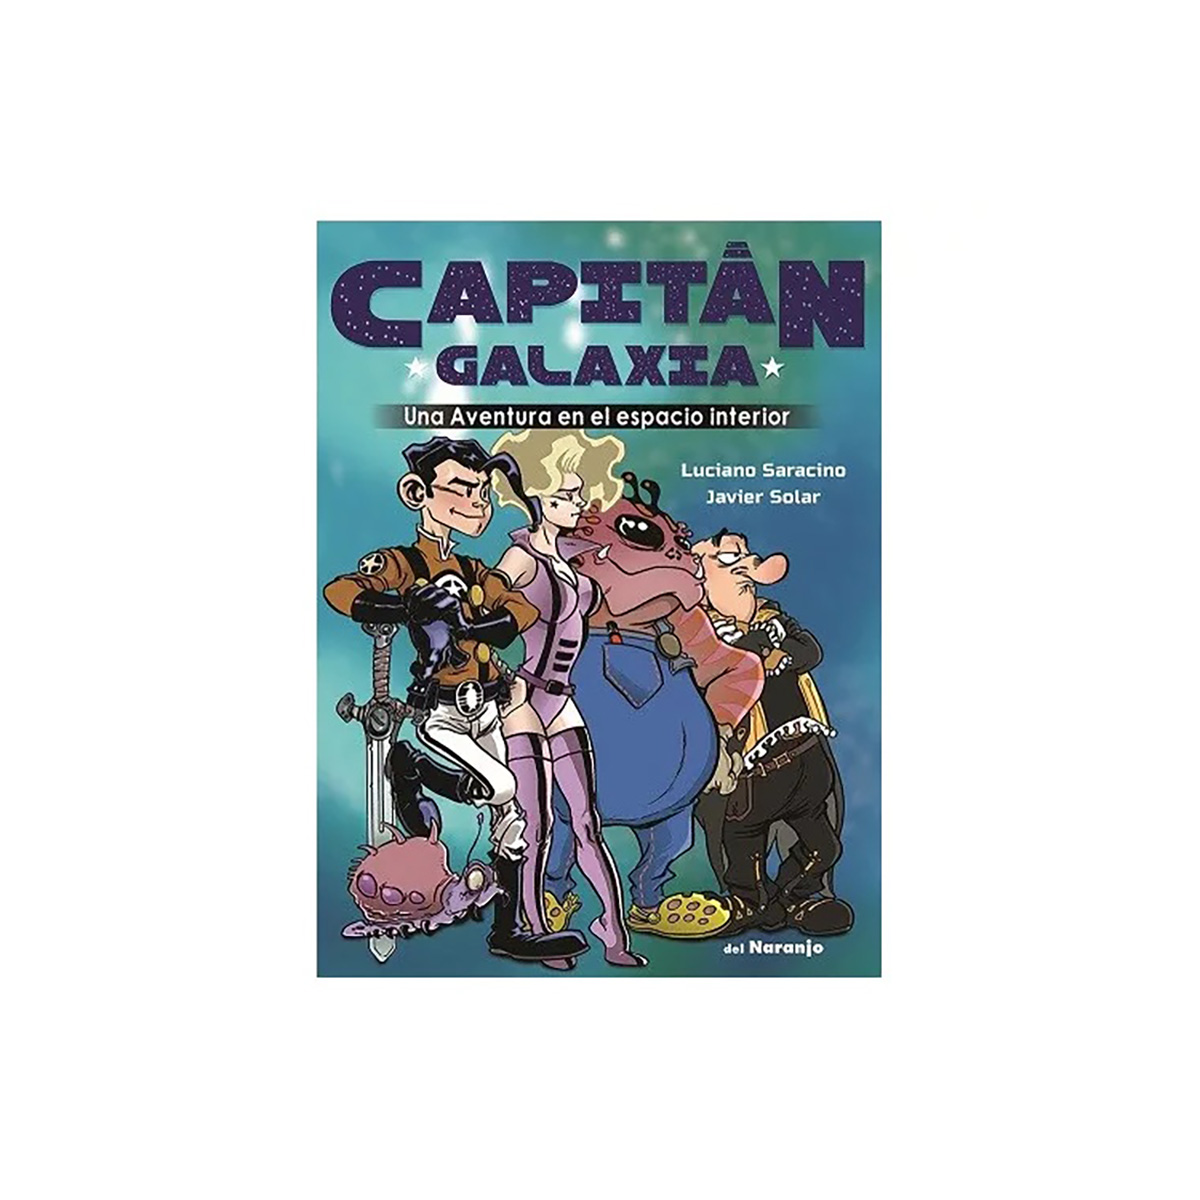 CAPITÁN
GALAXIA
Una Aventura en el espacio interior
Luciano Saracino
Javier Solar
del Naranjo